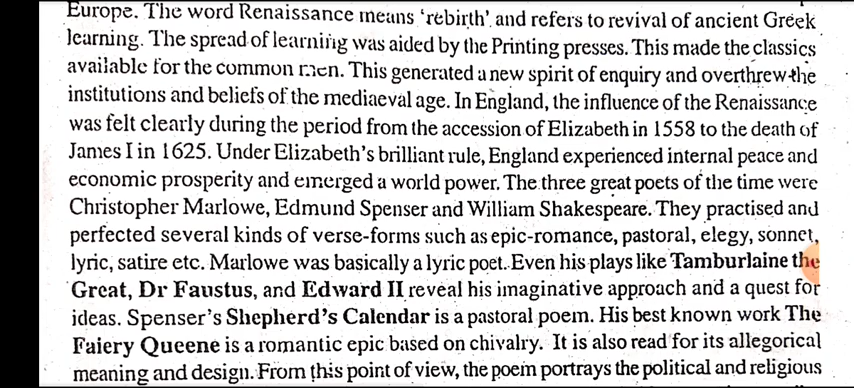 Europe. The word Renaissance means 'rebirth' and refers to revival of ancient Greek
learning. The spread of learning was aided by the Printing presses. This made the classics
available for the common men. This generated a new spirit of enquiry and overthrew the
institutions and beliefs of the mediaeval age. In England, the influence of the Renaissance
was felt clearly during the period from the accession of Elizabeth in 1558 to the death of
James I in 1625. Under Elizabeth's brilliant rule, England experienced internal peace and
economic prosperity and emerged a world power. The three great poets of the time were
Christopher Marlowe, Edmund Spenser and William Shakespeare. They practised and
perfected several kinds of verse-forms such as epic-romance, pastoral, elegy, sonnet,
lyric, satire etc. Marlowe was basically a lyric poet. Even his plays like Tamburlaine the
Great, Dr Faustus, and Edward II reveal his imaginative approach and a quest for
ideas. Spenser's Shepherd's Calendar is a pastoral poem. His best known work The
Faiery Queene is a romantic epic based on chivalry. It is also read for its allegorical
meaning and design. From this point of view, the poem portrays the political and religious